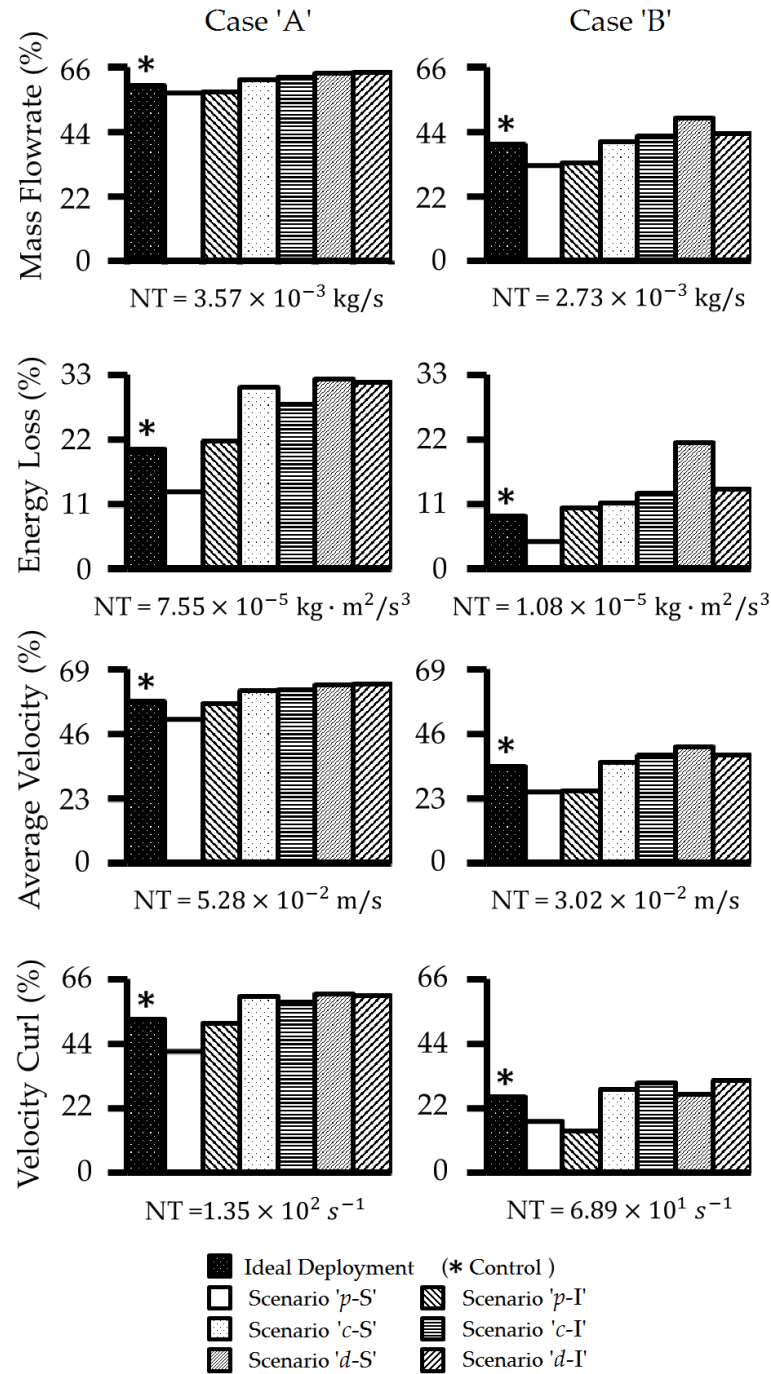 Case 'A' Case 'B'
Mass Flowrate (%)
66 66
* *
44 44
22 22
0 0
NT = 3.57 × 10⁻³ kg/s NT = 2.73 × 10⁻³ kg/s
Energy Loss (%)
33 33
22 22
* *
11 11
0 0
NT = 7.55 × 10⁻⁵ kg · m²/s³ NT = 1.08 × 10⁻⁵ kg · m²/s³
Average Velocity (%)
69 69
* *
46 46
23 23
0 0
NT = 5.28 × 10⁻² m/s NT = 3.02 × 10⁻² m/s
Velocity Curl (%)
66 66
* *
44 44
22 22
0 0
NT =1.35 × 10² s⁻¹ NT = 6.89 × 10¹ s⁻¹
Ideal Deployment (* Control )
Scenario 'p-S' Scenario 'p-I'
Scenario 'c-S' Scenario 'c-I'
Scenario 'd-S' Scenario 'd-I'